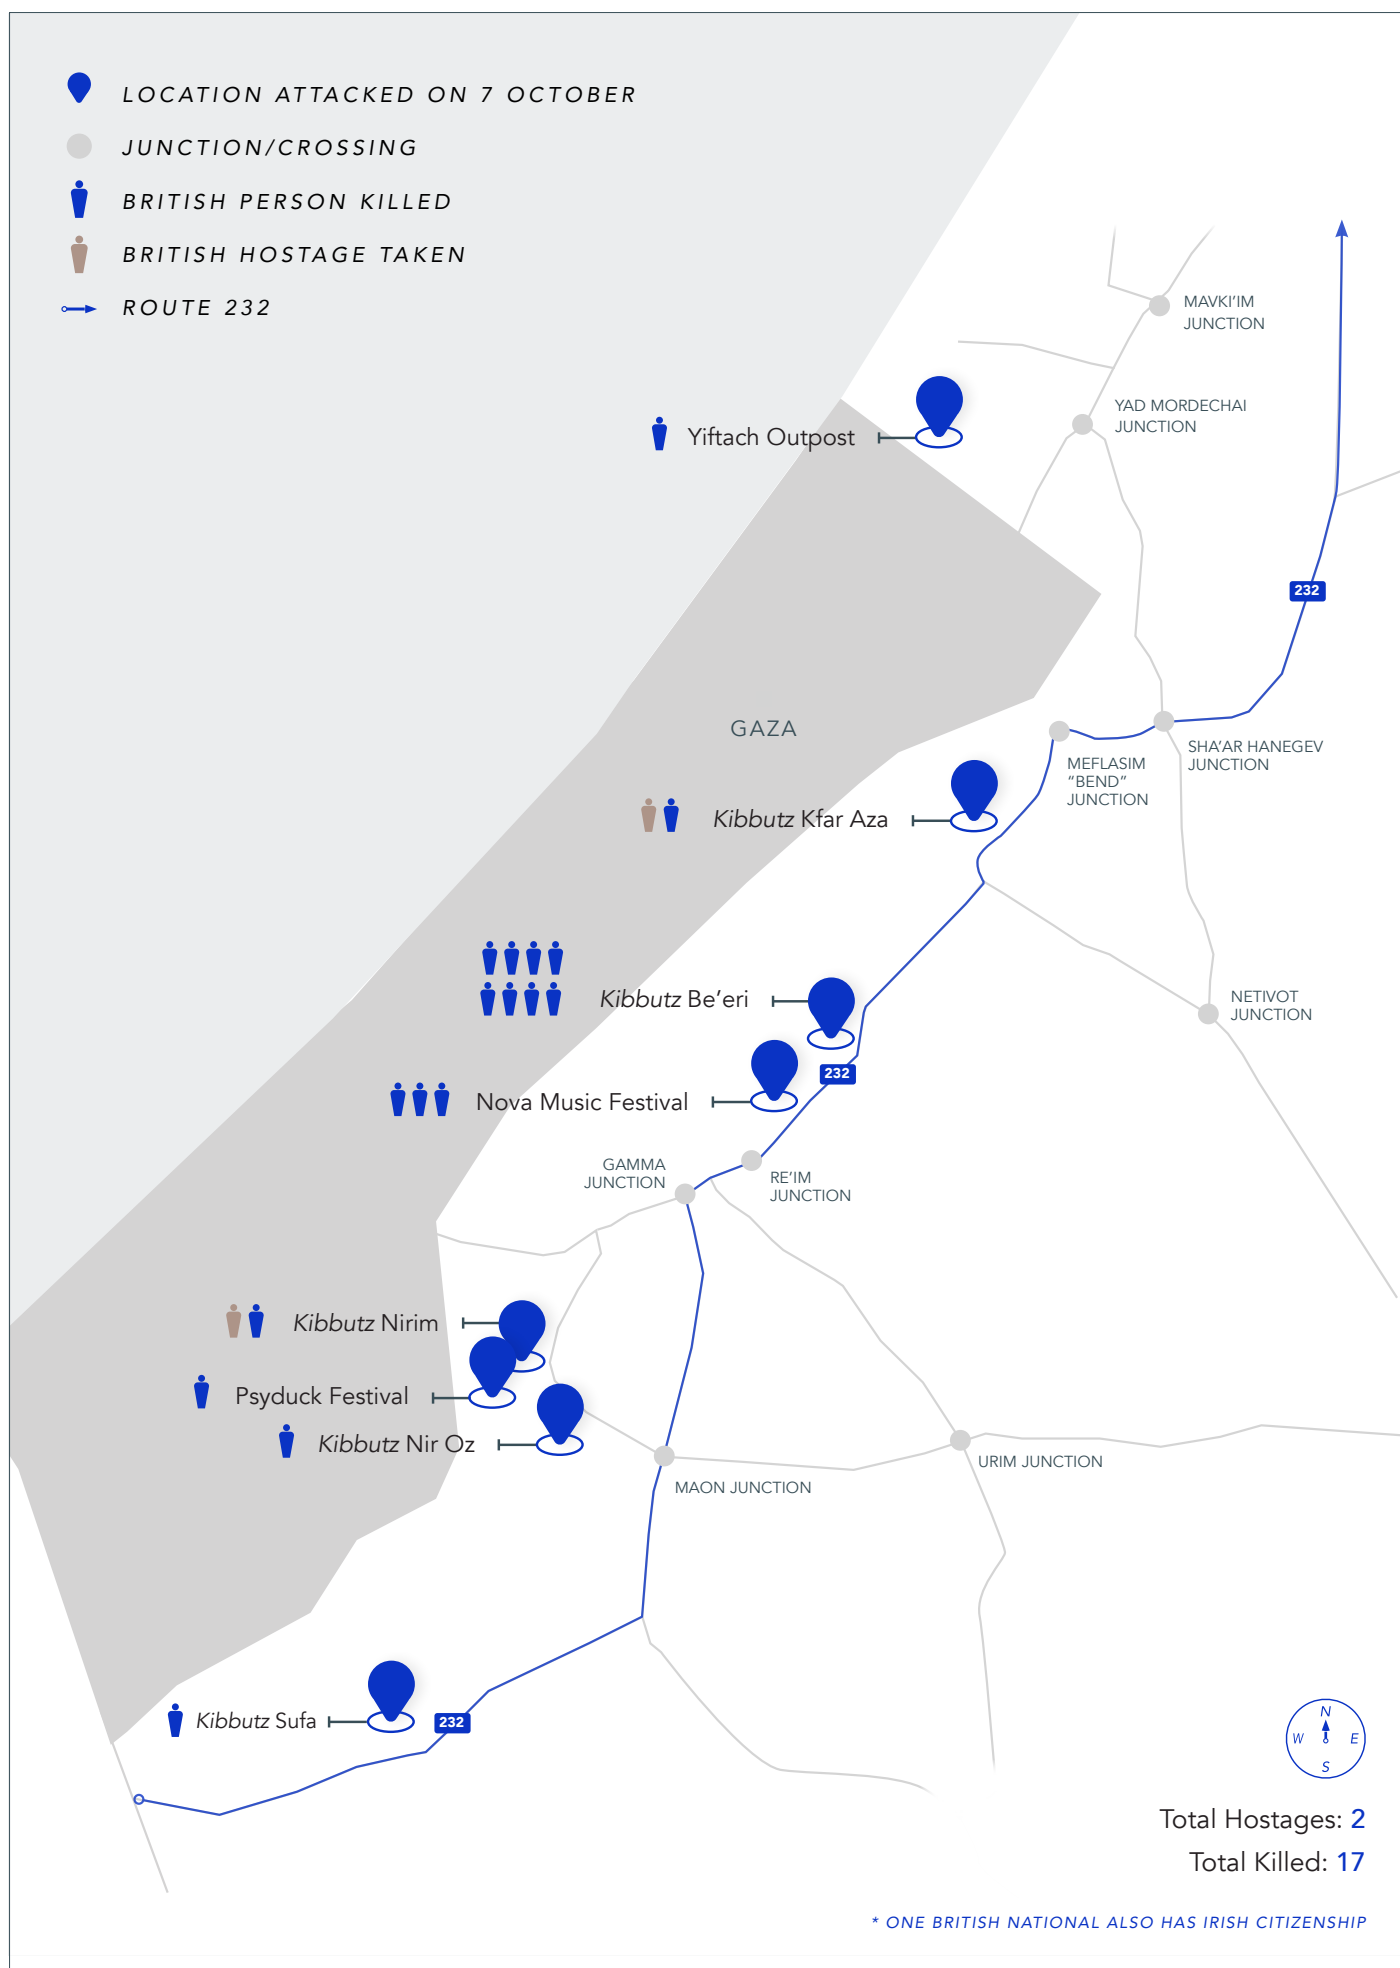 LOCATION ATTACKED ON 7 OCTOBER
JUNCTION/CROSSING
BRITISH PERSON KILLED
BRITISH HOSTAGE TAKEN
ROUTE 232
MAVKI'IM
JUNCTION
YAD MORDECHAI
JUNCTION
Yiftach Outpost
232
GAZA
SHA'AR HANEGEV
JUNCTION
MEFLASIM
"BEND"
JUNCTION
Kibbutz Kfar Aza
Kibbutz Be'eri
NETIVOT
JUNCTION
232
Nova Music Festival
GAMMA
JUNCTION
RE'IM
JUNCTION
Kibbutz Nirim
Psyduck Festival
Kibbutz Nir Oz
URIM JUNCTION
MAON JUNCTION
Kibbutz Sufa
232
N
W E
S
Total Hostages: 2
Total Killed: 17
* ONE BRITISH NATIONAL ALSO HAS IRISH CITIZENSHIP